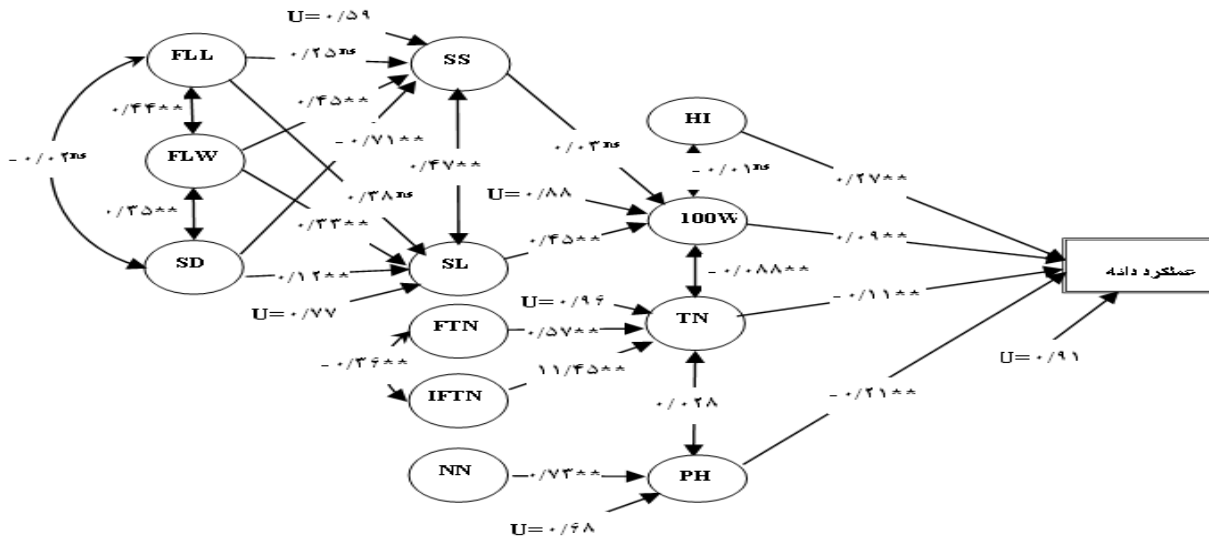 U=۰/۵۹
FLL
۰/۲۵ns
SS
۰/۴۴**
۰/۴۵**
HI
-۰/۷۱**
-۰/۰۲ns
FLW
۰/۰۳ns
-۰/۰۱ns
۰/۴۷**
۰/۲۷**
۰/۳۸ns
U=۰/۸۸
۰/۳۵**
۰/۳۳**
100W
۰/۴۵**
۰/۰۹**
SD
۰/۱۲**
SL
-۰/۰۸۸**
عملکرد دانه
U=۰/۷۷
U=۰/۹۶
FTN
۰/۵۷**
TN
-۰/۱۱**
-۰/۳۶**
۱۱/۴۵**
U=۰/۹۱
IFTN
۰/۰۲۸
-۰/۲۱**
NN
۰/۷۳**
PH
U=۰/۶۸